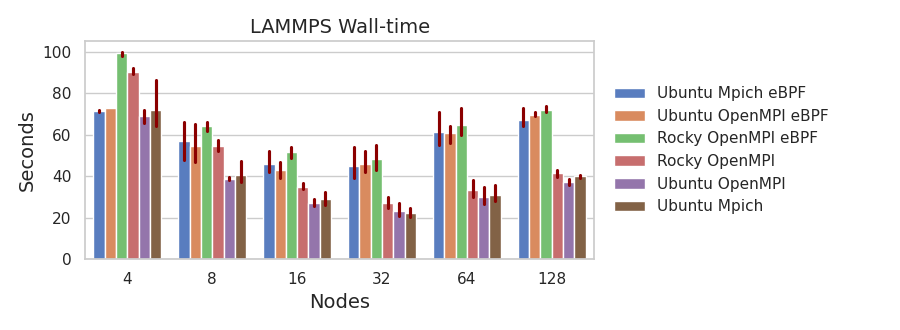 LAMMPS Wall-time
Seconds
100
80
60
40
20
0
4 8 16 32 64 128
Nodes
Ubuntu Mpich eBPF
Ubuntu OpenMPI eBPF
Rocky OpenMPI eBPF
Rocky OpenMPI
Ubuntu OpenMPI
Ubuntu Mpich